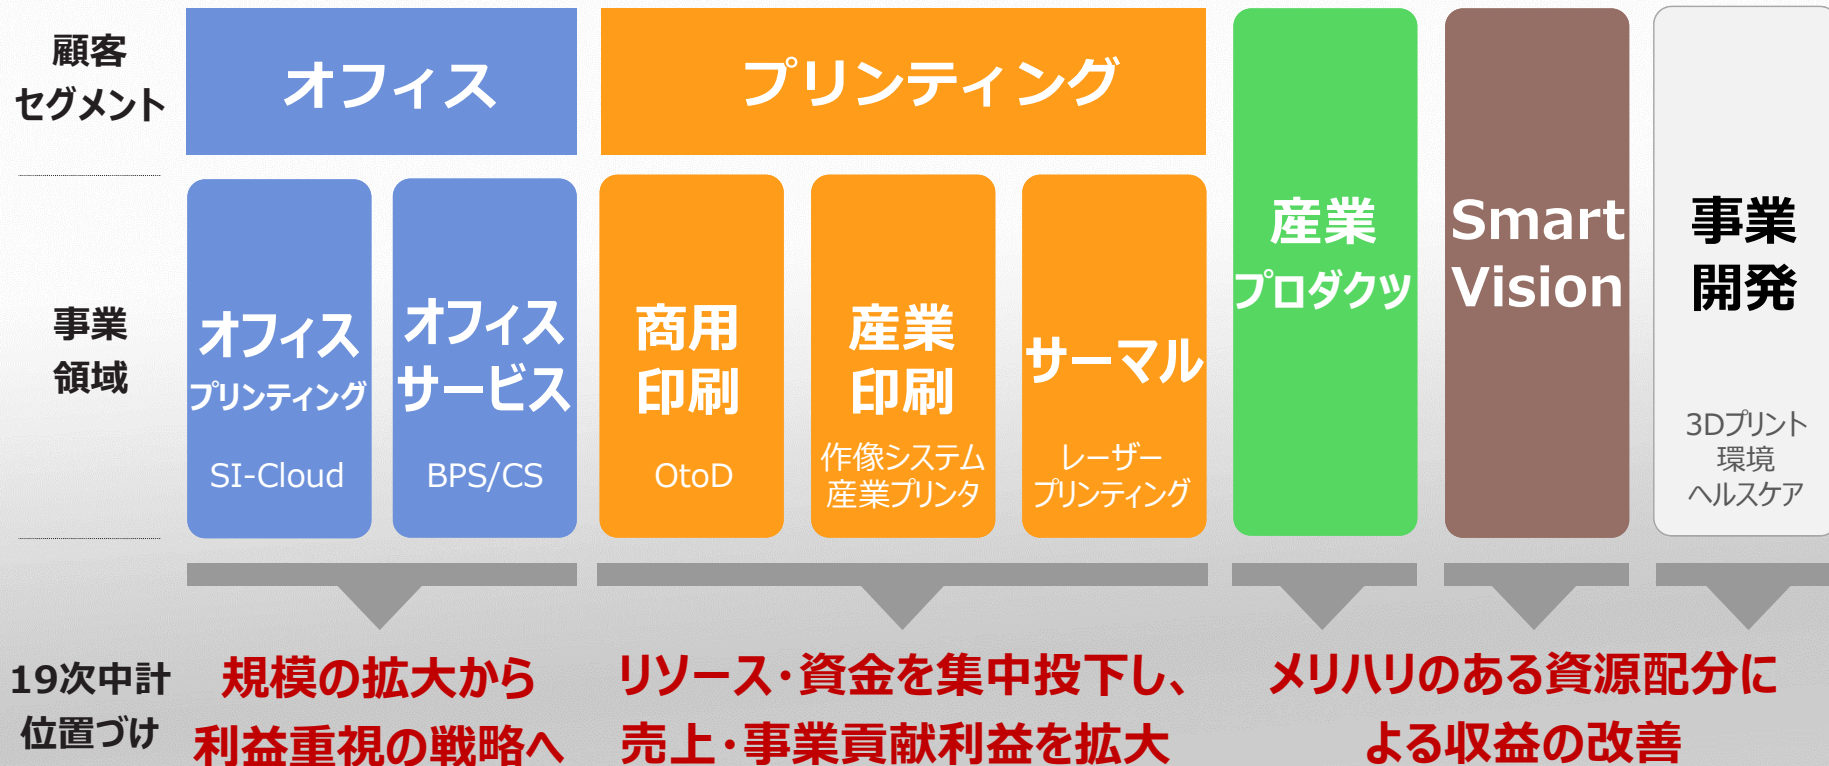 顧客
セグメント
オフィス
プリンティング
産業
プロダクツ
Smart
Vision
事業
開発
3Dプリント
環境
ヘルスケア
事業
領域
オフィス
プリンティング
SI-Cloud
オフィス
サービス
BPS/CS
商用
印刷
OtoD
産業
印刷
作像システム
産業プリンタ
サーマル
レーザー
プリンティング
19次中計
位置づけ
規模の拡大から
利益重視の戦略へ
リソース・資金を集中投下し、
売上・事業貢献利益を拡大
メリハリのある資源配分に
よる収益の改善